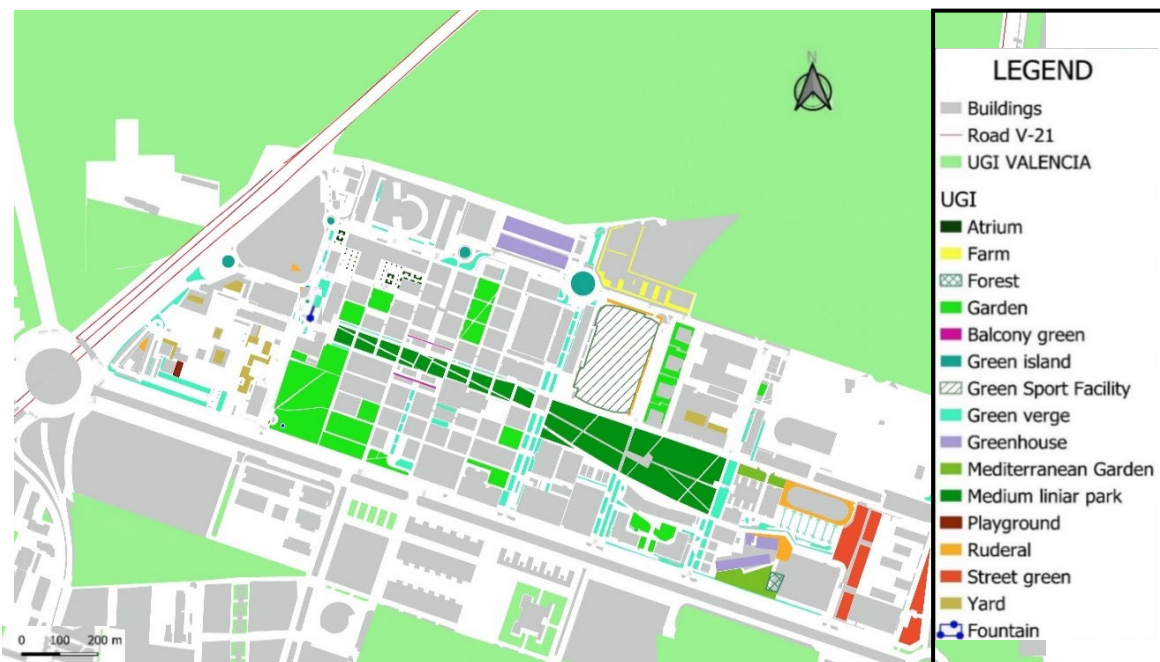 N
LEGEND
Buildings
Road V-21
UGI VALENCIA
UGI
Atrium
Farm
Forest
Garden
Balcony green
Green island
Green Sport Facility
Green verge
Greenhouse
Mediterranean Garden
Medium liniar park
Playground
Ruderal
Street green
Yard
Fountain
0 100 200 m